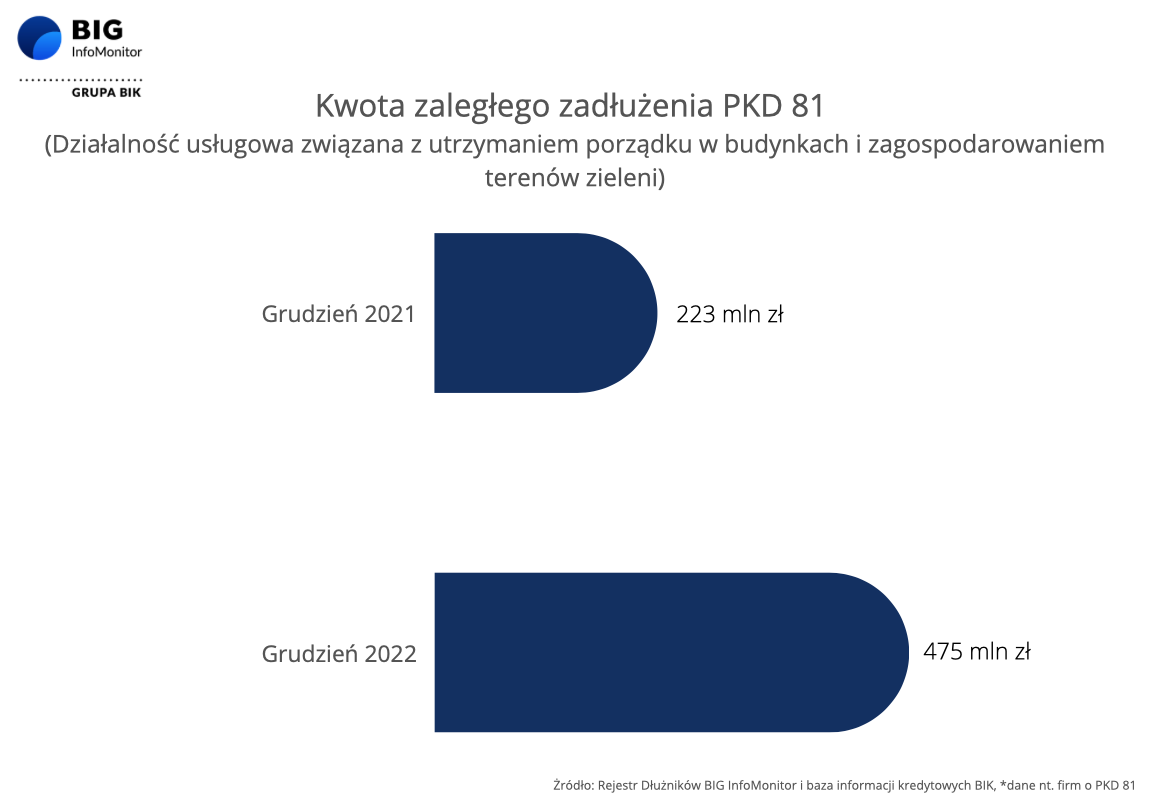 BIG
InfoMonitor
GRUPA BIK
Kwota zaległego zadłużenia PKD 81
(Działalność usługowa związana z utrzymaniem porządku w budynkach i zagospodarowaniem
terenów zieleni)
Grudzień 2021
223 mln zł
Grudzień 2022
475 mln zł
Źródło: Rejestr Dłużników BIG InfoMonitor i baza informacji kredytowych BIK, *dane nt. firm o PKD 81